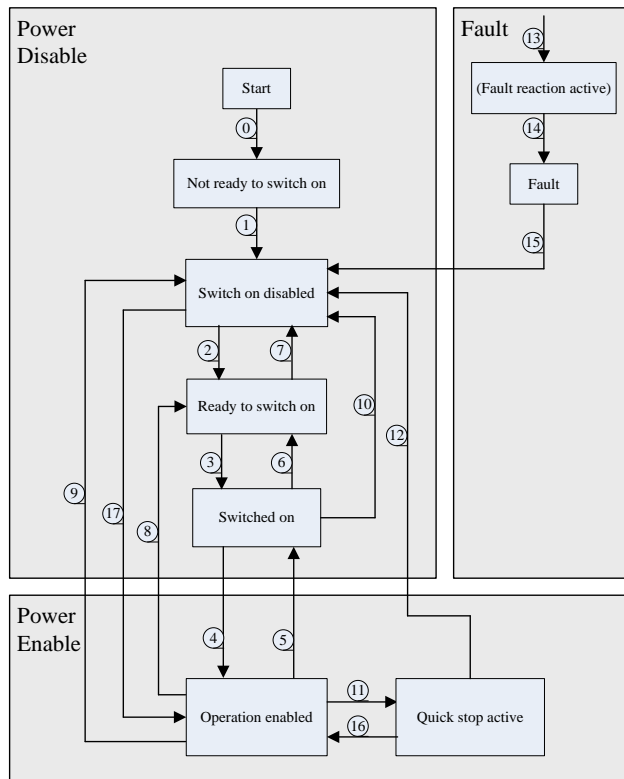 Power
Disable
Start
0
Not ready to switch on
1
Switch on disabled
2
7
Ready to switch on
10
12
3
6
9
17
8
Switched on
4
5
Fault
13
(Fault reaction active)
14
Fault
15
Power
Enable
Operation enabled
11
16
Quick stop active